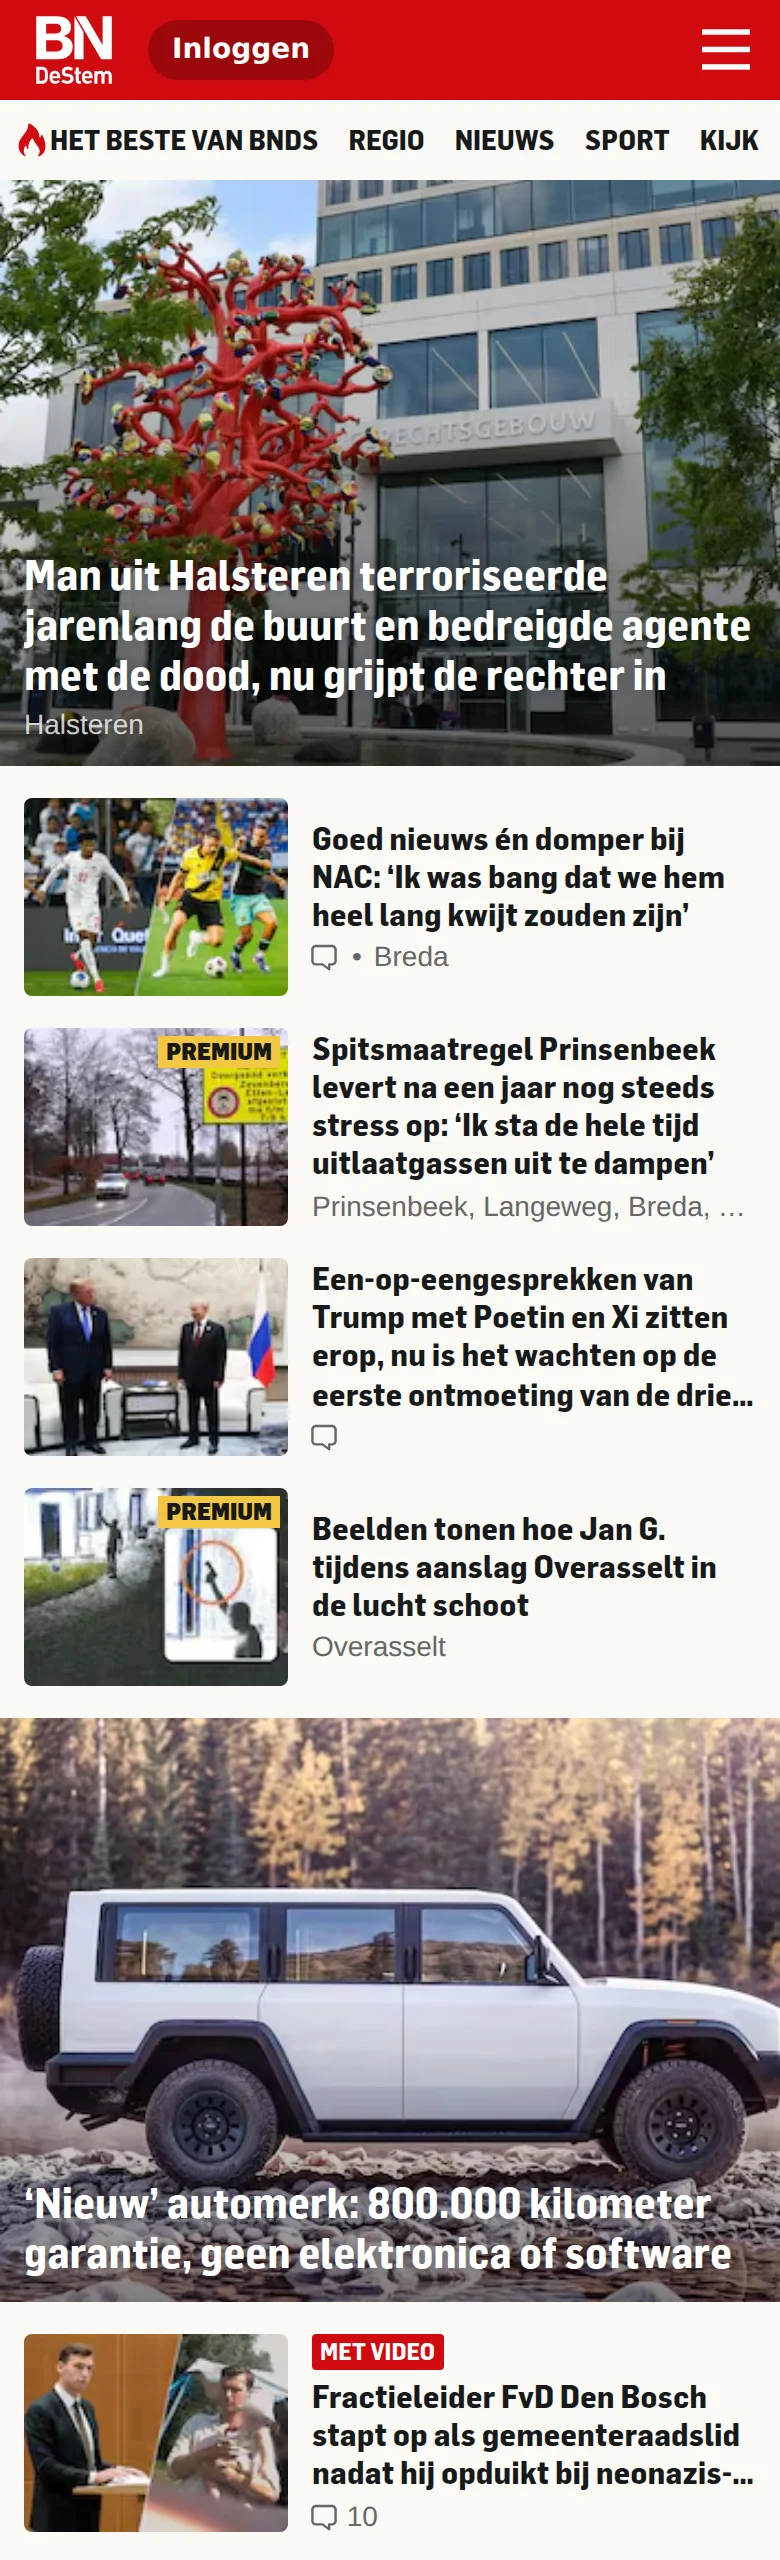 BN
DeStem
Inloggen
HET BESTE VAN BNDS REGIO NIEUWS SPORT KIJK
RECHTSGEBOUW
Man uit Halsteren terroriseerde
jarenlang de buurt en bedreigde agente
met de dood, nu grijpt de rechter in
Halsteren
Goed nieuws én domper bij
NAC: ‘Ik was bang dat we hem
heel lang kwijt zouden zijn’
• Breda
PREMIUM
Spitsmaatregel Prinsenbeek
levert na een jaar nog steeds
stress op: ‘Ik sta de hele tijd
uitlaatgassen uit te dampen’
Prinsenbeek, Langeweg, Breda, …
Een-op-eengesprekken van
Trump met Poetin en Xi zitten
erop, nu is het wachten op de
eerste ontmoeting van de drie...
PREMIUM
Beelden tonen hoe Jan G.
tijdens aanslag Overasselt in
de lucht schoot
Overasselt
‘Nieuw’ automerk: 800.000 kilometer
garantie, geen elektronica of software
MET VIDEO
Fractieleider FvD Den Bosch
stapt op als gemeenteraadslid
nadat hij opduikt bij neonazis-...
10